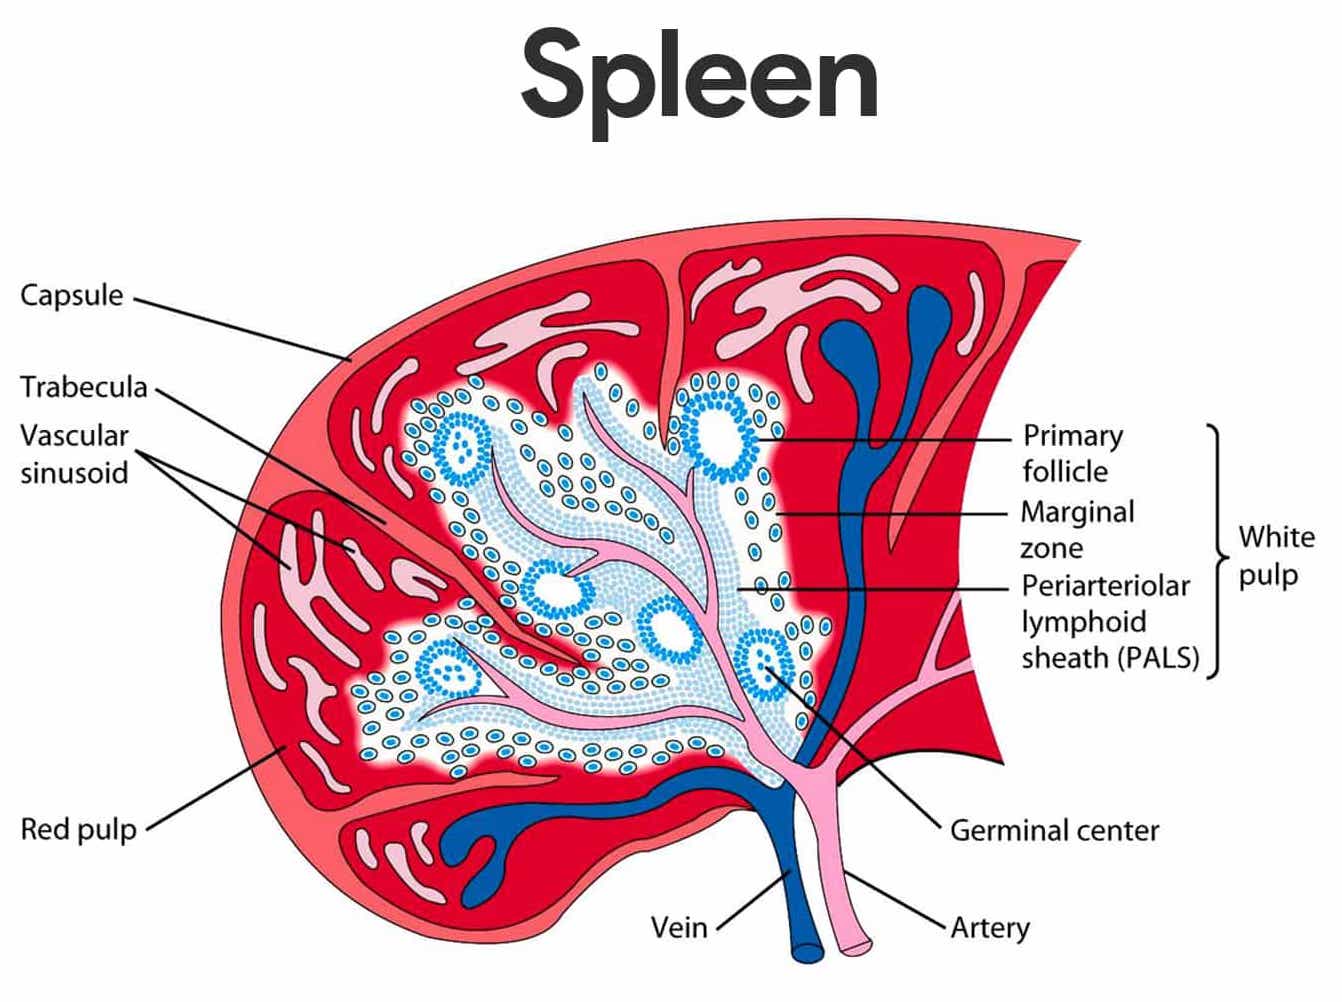 Spleen
Capsule
Trabecula
Vascular
sinusoid
Red pulp
Primary
follicle
Marginal
zone
Periarteriolar
lymphoid
sheath (PALS)
White
pulp
Germinal center
Vein
Artery